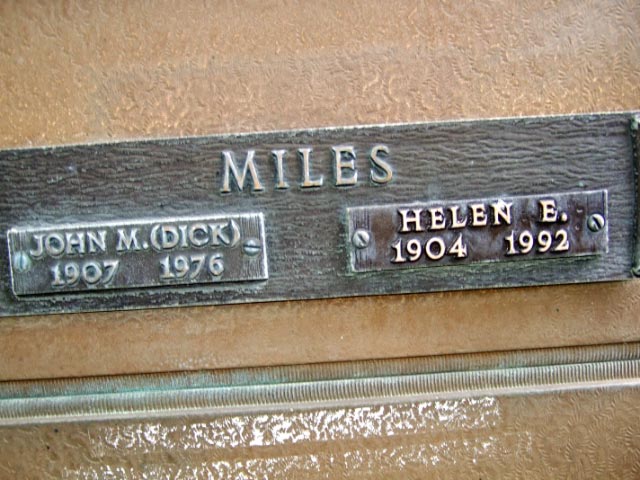 MILES
JOHN M. (DICK)
1907 1976
HELEN E.
1904 1992